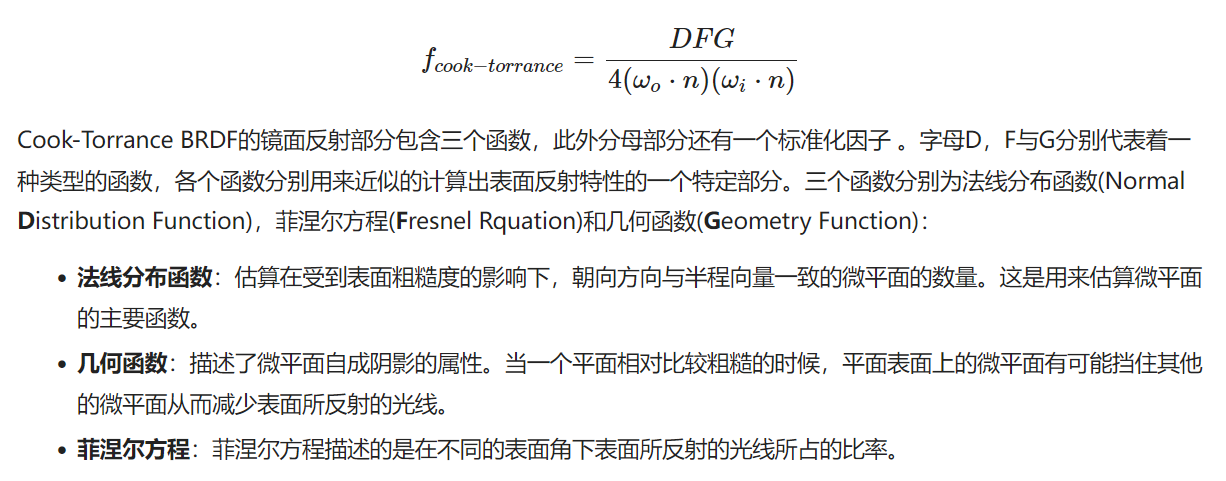 f_{cook-torrance} = \frac{DFG}{4(ω_o · n)(ω_i · n)}
Cook-Torrance BRDF的镜面反射部分包含三个函数，此外分母部分还有一个标准化因子 。字母D，F与G分别代表着一
种类型的函数，各个函数分别用来近似的计算出表面反射特性的一个特定部分。三个函数分别为法线分布函数(Normal
Distribution Function)，菲涅尔方程(Fresnel Rquation)和几何函数(Geometry Function)：
• 法线分布函数：估算在受到表面粗糙度的影响下，朝向方向与半程向量一致的微平面的数量。这是用来估算微平面
的主要函数。
• 几何函数：描述了微平面自成阴影的属性。当一个平面相对比较粗糙的时候，平面表面上的微平面有可能挡住其他
的微平面从而减少表面所反射的光线。
• 菲涅尔方程：菲涅尔方程描述的是在不同的表面角下表面所反射的光线所占的比率。